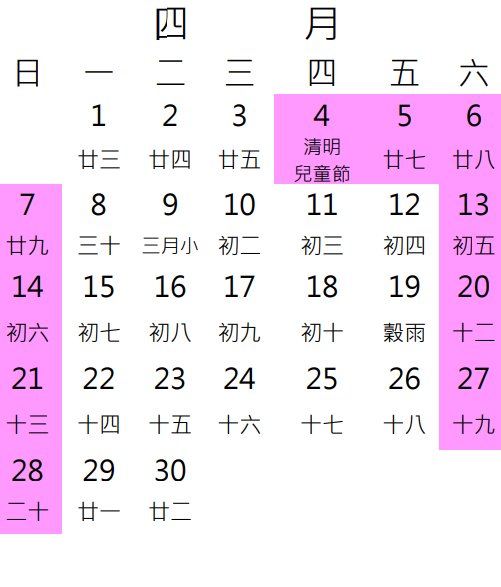 四 月
日 一 二 三 四 五 六
1 2 3 4 5 6
廿三 廿四 廿五 清明 廿七 廿八
兒童節
7 8 9 10 11 12 13
廿九 三十 三月小 初二 初三 初四 初五
14 15 16 17 18 19 20
初六 初七 初八 初九 初十 穀雨 十二
21 22 23 24 25 26 27
十三 十四 十五 十六 十七 十八 十九
28 29 30
二十 廿一 廿二